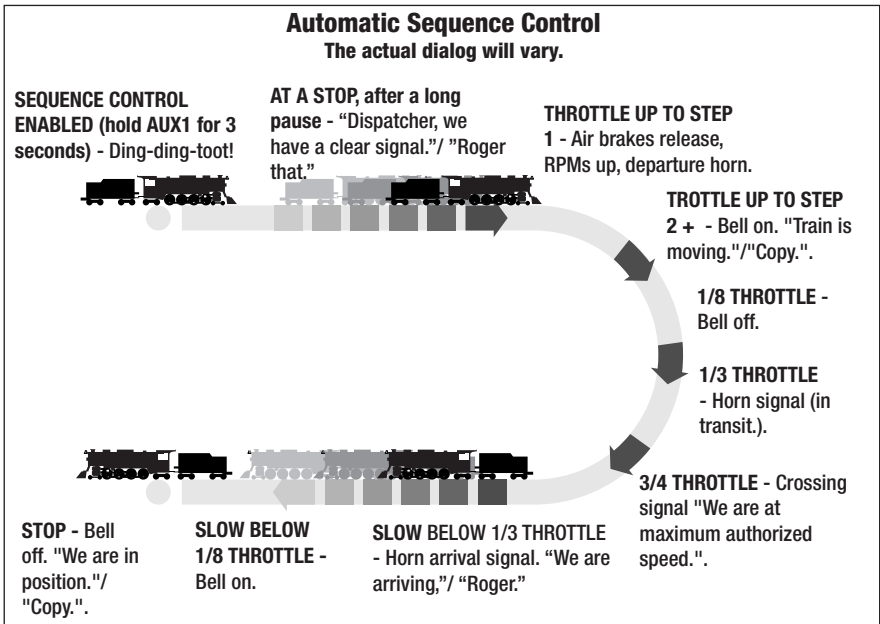 Automatic Sequence Control
The actual dialog will vary.
SEQUENCE CONTROL
ENABLED (hold AUX1 for 3
seconds) - Ding-ding-toot!
AT A STOP, after a long
pause - “Dispatcher, we
have a clear signal.”/ ”Roger
that.”
THROTTLE UP TO STEP
1 - Air brakes release,
RPMs up, departure horn.
TROTTLE UP TO STEP
2 + - Bell on. "Train is
moving."/"Copy.".
1/8 THROTTLE -
Bell off.
1/3 THROTTLE
- Horn signal (in
transit.).
3/4 THROTTLE - Crossing
signal "We are at
maximum authorized
speed.".
SLOW BELOW 1/3 THROTTLE
- Horn arrival signal. “We are
arriving,”/ “Roger.”
SLOW BELOW
1/8 THROTTLE -
Bell on.
STOP - Bell
off. "We are in
position."/
"Copy.".